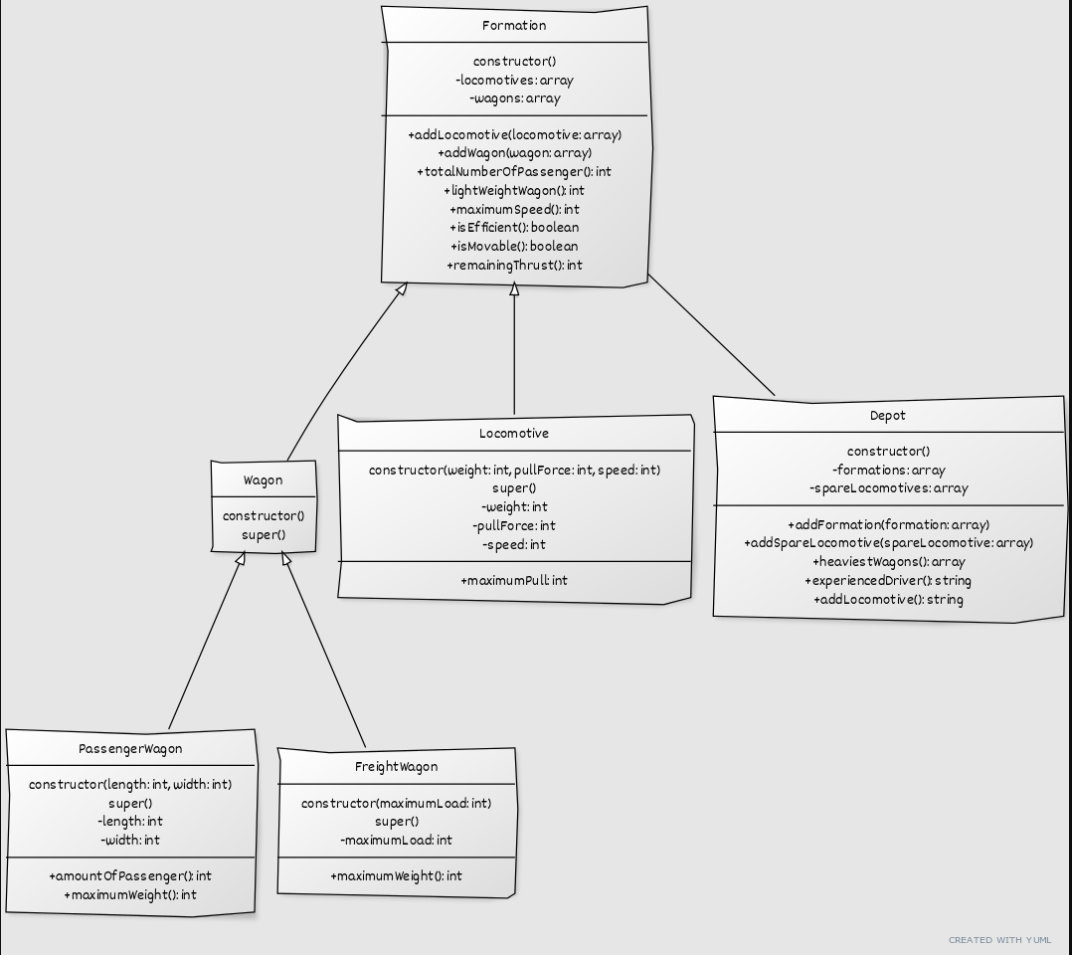 Formation
constructor()
-locomotives: array
-wagons: array
+addLocomotive(locomotive: array)
+addWagon(wagon: array)
+totalNumberOfPassenger(): int
+lightWeightWagon(): int
+maximumSpeed(): int
+isEfficient(): boolean
+isMovable(): boolean
+remainingThrust(): int
Wagon
constructor()
super()
Locomotive
constructor(weight: int, pullForce: int, speed: int)
super()
-weight: int
-pullForce: int
-speed: int
+maximumPull: int
Depot
constructor()
-formations: array
-spareLocomotives: array
+addFormation(formation: array)
+addSpareLocomotive(spareLocomotive: array)
+heaviestWagons(): array
+experiencedDriver(): string
+addLocomotive(): string
PassengerWagon
constructor(length: int, width: int)
super()
-length: int
-width: int
+amountOfPassenger(): int
+maximumWeight(): int
FreightWagon
constructor(maximumLoad: int)
super()
-maximumLoad: int
+maximumWeight(): int
CREATED WITH YUML